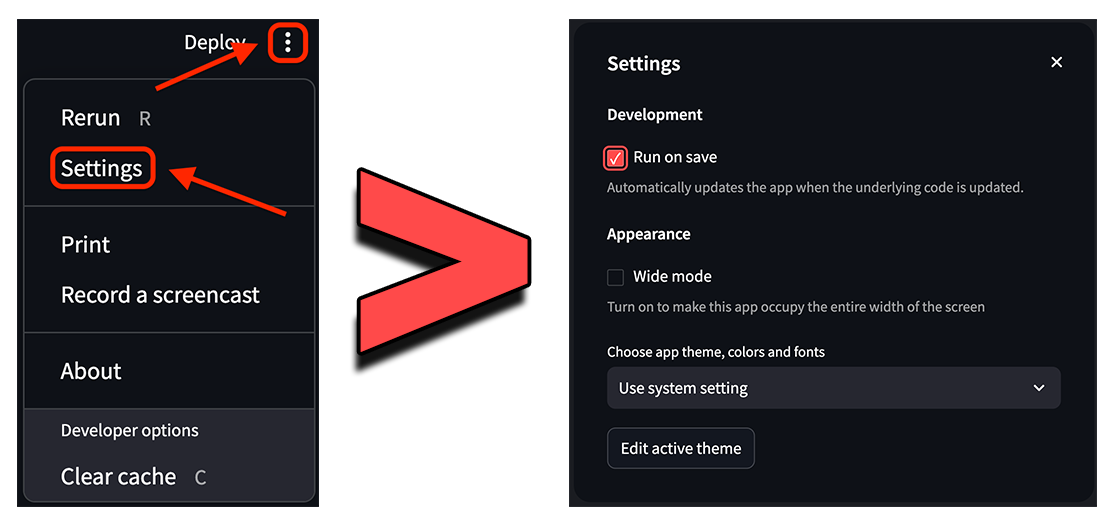 Deploy
Rerun R
Settings
Print
Record a screencast
About
Developer options
Clear cache C
Settings
Development
Run on save
Automatically updates the app when the underlying code is updated.
Appearance
Wide mode
Turn on to make this app occupy the entire width of the screen
Choose app theme, colors and fonts
Use system setting
Edit active theme